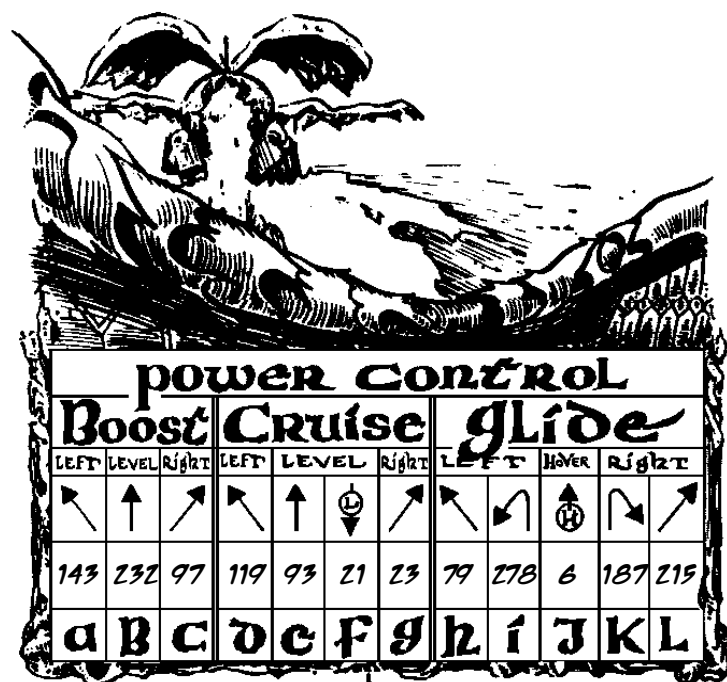 POWER CONTROL
Boost Cruise Glide
LEFT LEVEL Right LEFT LEVEL Right LEFT HOVER Right
L H
143 232 97 119 93 21 23 79 278 6 187 215
a B C d e F g h i J K L